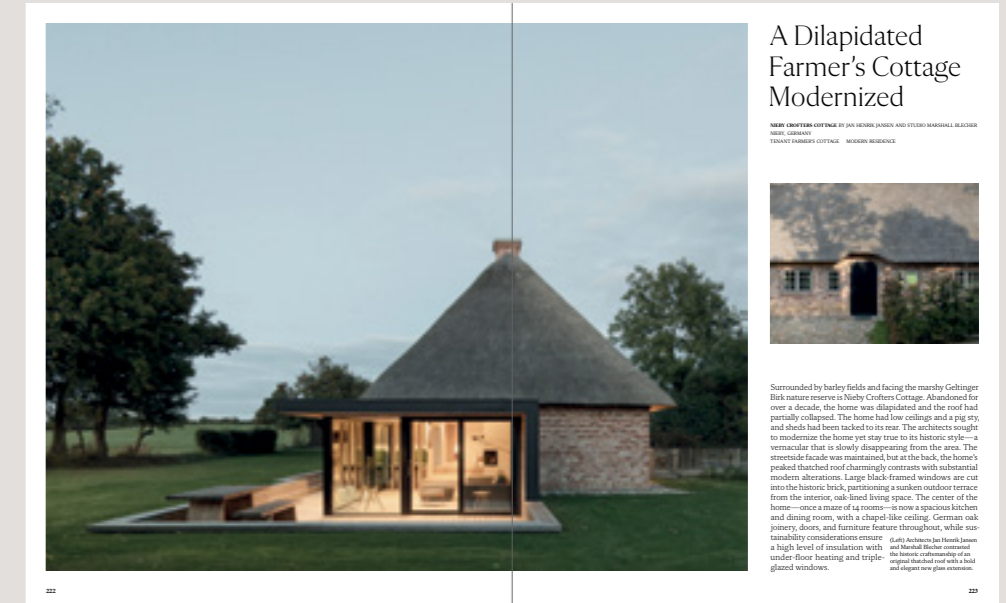 A Dilapidated
Farmer's Cottage
Modernized
NIEBY CROFTERS COTTAGE BY JAN HENRIK JANSEN AND STUDIO MARSHALL BLECHER
NIEBY, GERMANY
TENANT FARMER'S COTTAGE MODERN RESIDENCE
Surrounded by barley fields and facing the marshy Geltinger
Birk nature reserve is Nieby Crofters Cottage. Abandoned for
over a decade, the home was dilapidated and the roof had
partially collapsed. The home had low ceilings and a pig sty,
and sheds had been tacked to its rear. The architects sought
to modernize the home yet stay true to its historic style—a
vernacular that is slowly disappearing from the area. The
streetside facade was maintained, but at the back, the home's
peaked thatched roof charmingly contrasts with substantial
modern alterations. Large black-framed windows are cut
into the historic brick, partitioning a sunken outdoor terrace
from the interior, oak-lined living space. The center of the
home—once a maze of 14 rooms—is now a spacious kitchen
and dining room, with a chapel-like ceiling. German oak
joinery, doors, and furniture feature throughout, while sus-
tainability considerations ensure
a high level of insulation with
under-floor heating and triple-
glazed windows.
(Left) Architects Jan Henrik Jansen
and Marshall Blecher contrasted
the historic craftsmanship of an
original thatched roof with a bold
and elegant new glass extension.
222
223